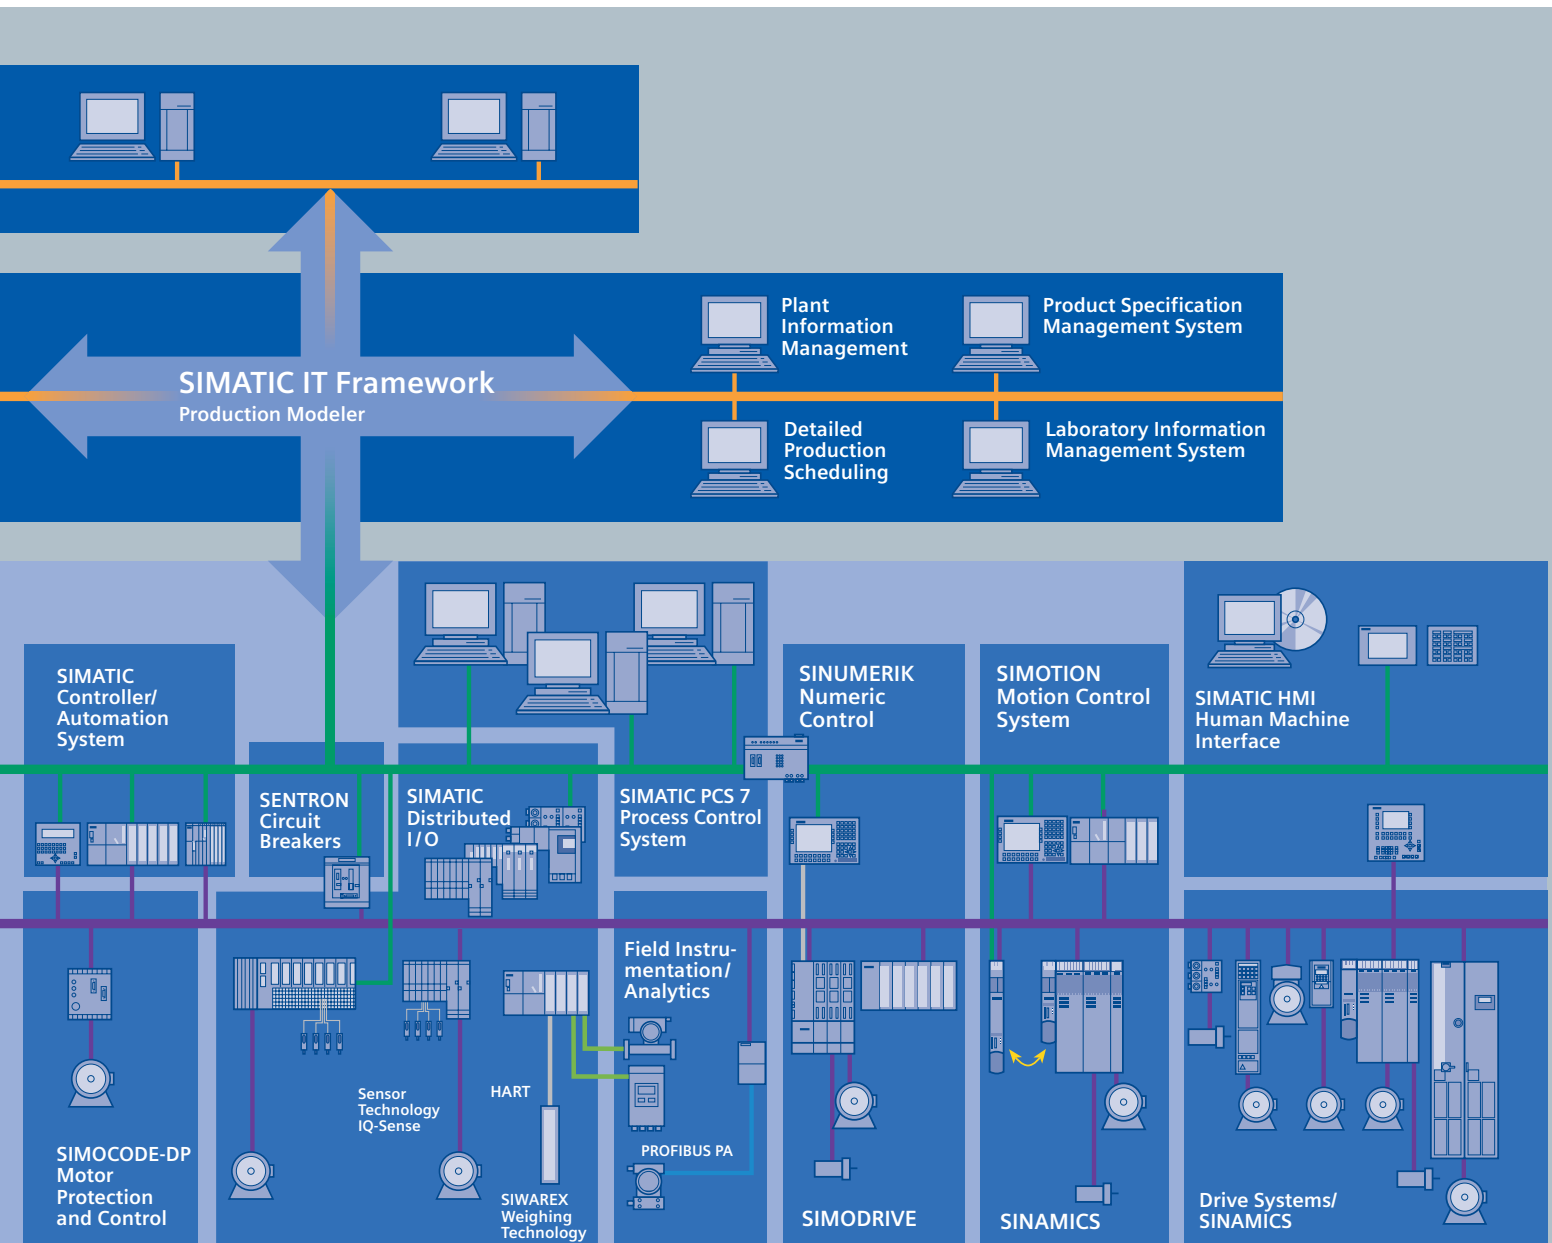 Plant
Information
Management
Product Specification
Management System
SIMATIC IT Framework
Production Modeler
Detailed
Production
Scheduling
Laboratory Information
Management System
SIMATIC
Controller/
Automation
System
SINUMERIK
Numeric
Control
SIMOTION
Motion Control
System
SIMATIC HMI
Human Machine
Interface
SENTRON
Circuit
Breakers
SIMATIC
Distributed
I/O
SIMATIC PCS 7
Process Control
System
Field Instru-
mentation/
Analytics
Sensor
Technology
IQ-Sense
HART
PROFIBUS PA
SIMOCODE-DP
Motor
Protection
and Control
SIWAREX
Weighing
Technology
SIMODRIVE
SINAMICS
Drive Systems/
SINAMICS